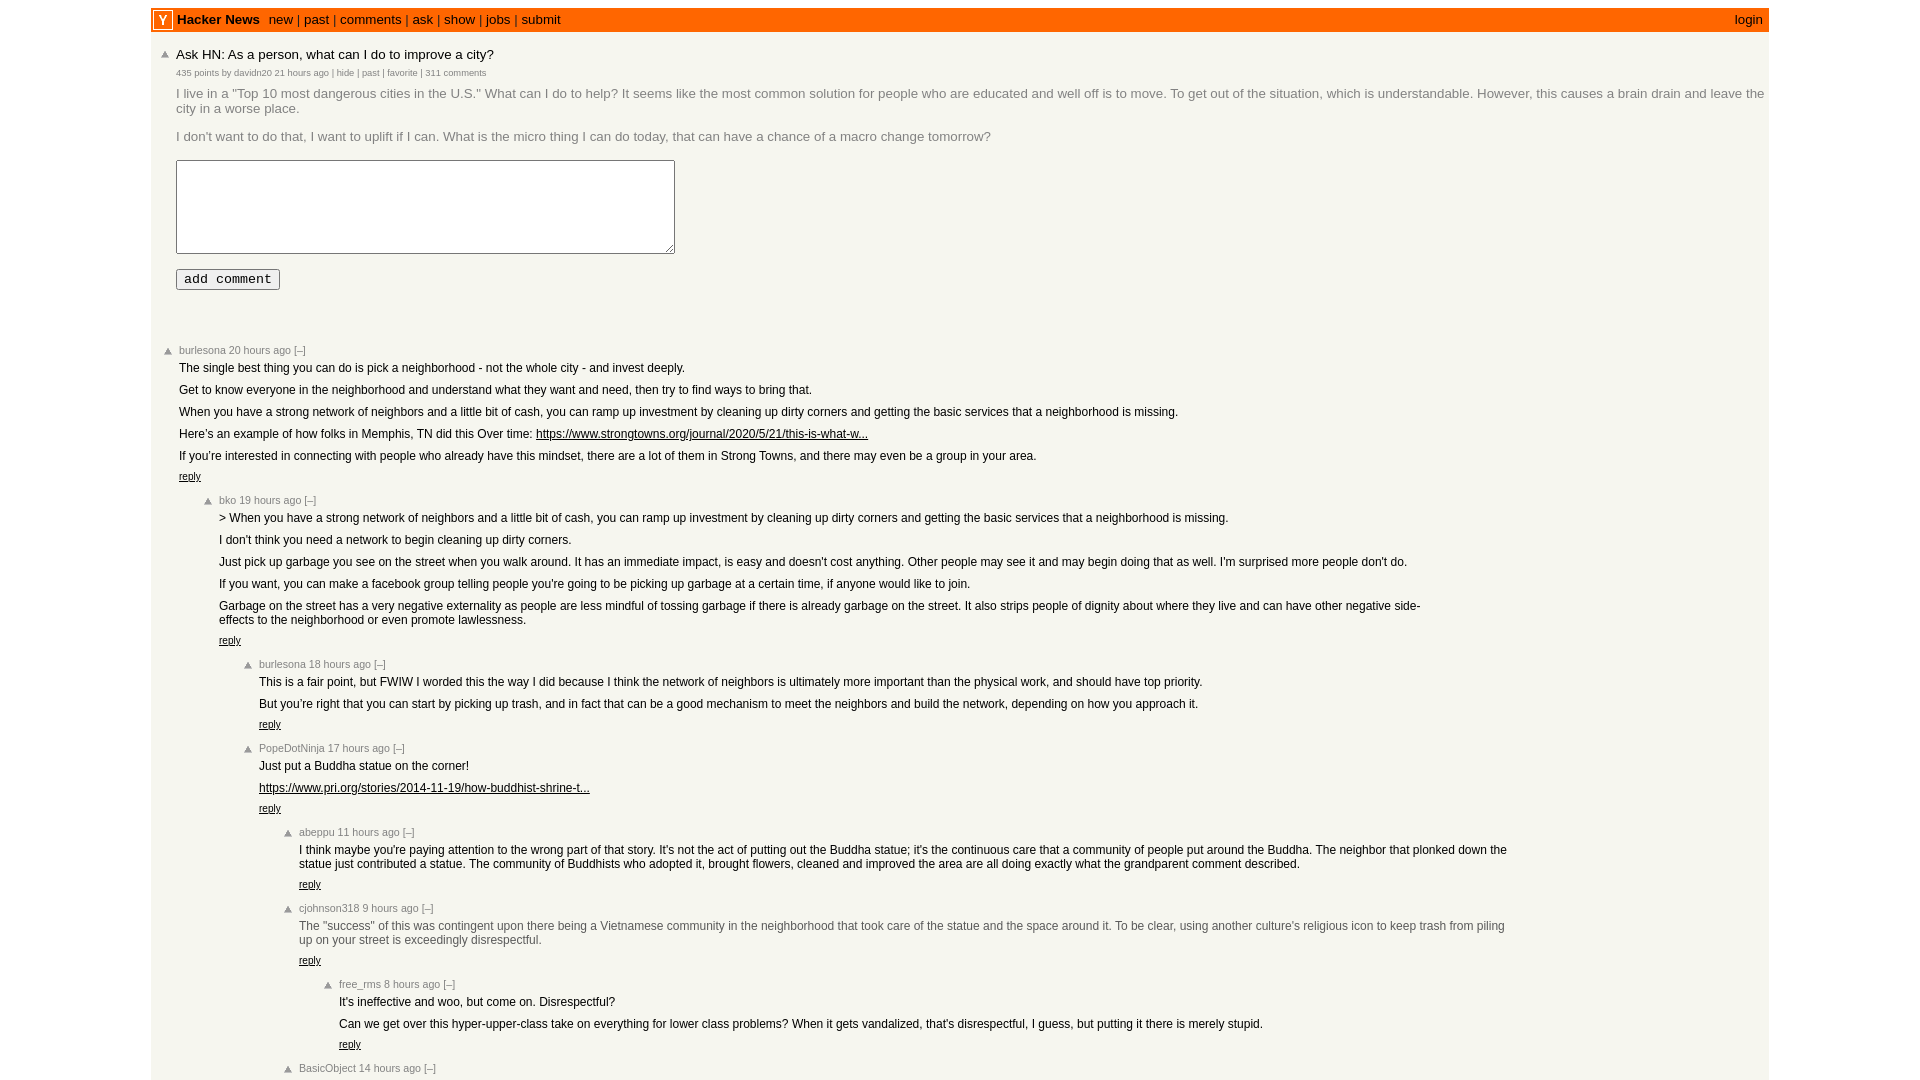 Y Hacker News new | past | comments | ask | show | jobs | submit login
Ask HN: As a person, what can I do to improve a city?
435 points by davidn20 21 hours ago | hide | past | favorite | 311 comments
I live in a "Top 10 most dangerous cities in the U.S." What can I do to help? It seems like the most common solution for people who are educated and well off is to move. To get out of the situation, which is understandable. However, this causes a brain drain and leave the
city in a worse place.
I don't want to do that, I want to uplift if I can. What is the micro thing I can do today, that can have a chance of a macro change tomorrow?
add comment
burlesona 20 hours ago [–]
The single best thing you can do is pick a neighborhood - not the whole city - and invest deeply.
Get to know everyone in the neighborhood and understand what they want and need, then try to find ways to bring that.
When you have a strong network of neighbors and a little bit of cash, you can ramp up investment by cleaning up dirty corners and getting the basic services that a neighborhood is missing.
Here’s an example of how folks in Memphis, TN did this Over time: https://www.strongtowns.org/journal/2020/5/21/this-is-what-w...
If you’re interested in connecting with people who already have this mindset, there are a lot of them in Strong Towns, and there may even be a group in your area.
reply
bko 19 hours ago [–]
> When you have a strong network of neighbors and a little bit of cash, you can ramp up investment by cleaning up dirty corners and getting the basic services that a neighborhood is missing.
I don't think you need a network to begin cleaning up dirty corners.
Just pick up garbage you see on the street when you walk around. It has an immediate impact, is easy and doesn't cost anything. Other people may see it and may begin doing that as well. I'm surprised more people don't do.
If you want, you can make a facebook group telling people you're going to be picking up garbage at a certain time, if anyone would like to join.
Garbage on the street has a very negative externality as people are less mindful of tossing garbage if there is already garbage on the street. It also strips people of dignity about where they live and can have other negative side-
effects to the neighborhood or even promote lawlessness.
reply
burlesona 18 hours ago [–]
This is a fair point, but FWIW I worded this the way I did because I think the network of neighbors is ultimately more important than the physical work, and should have top priority.
But you’re right that you can start by picking up trash, and in fact that can be a good mechanism to meet the neighbors and build the network, depending on how you approach it.
reply
PopeDotNinja 17 hours ago [–]
Just put a Buddha statue on the corner!
https://www.pri.org/stories/2014-11-19/how-buddhist-shrine-t...
reply
abeppu 11 hours ago [–]
I think maybe you're paying attention to the wrong part of that story. It's not the act of putting out the Buddha statue; it's the continuous care that a community of people put around the Buddha. The neighbor that plonked down the
statue just contributed a statue. The community of Buddhists who adopted it, brought flowers, cleaned and improved the area are all doing exactly what the grandparent comment described.
reply
cjohnson318 9 hours ago [–]
The "success" of this was contingent upon there being a Vietnamese community in the neighborhood that took care of the statue and the space around it. To be clear, using another culture's religious icon to keep trash from piling
up on your street is exceedingly disrespectful.
reply
free_rms 8 hours ago [–]
It's ineffective and woo, but come on. Disrespectful?
Can we get over this hyper-upper-class take on everything for lower class problems? When it gets vandalized, that's disrespectful, I guess, but putting it there is merely stupid.
reply
BasicObject 14 hours ago [–]